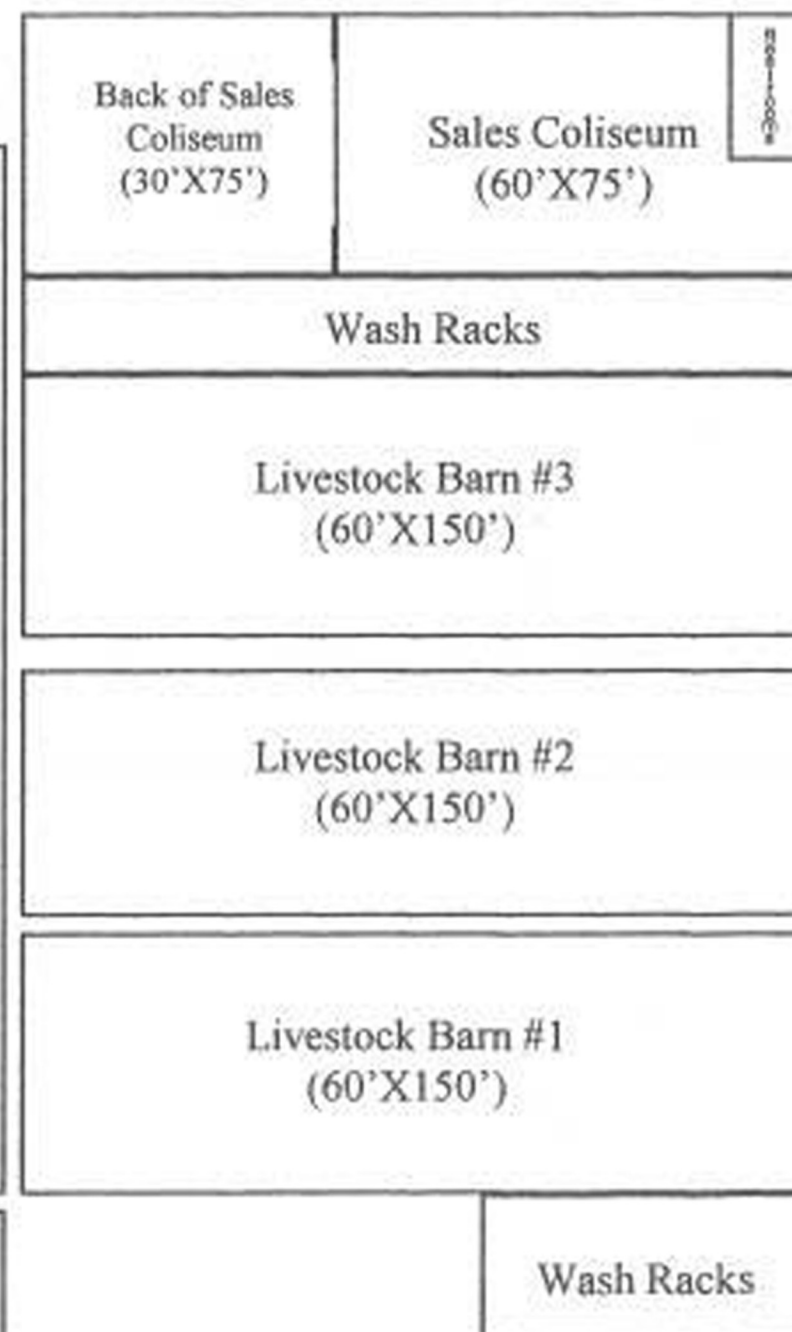 Back of Sales
Coliseum
(30'X75')
Sales Coliseum
(60'X75')
Wash Racks
Livestock Barn #3
(60'X150')
Livestock Barn #2
(60'X150')
Livestock Barn #1
(60'X150')
Wash Racks